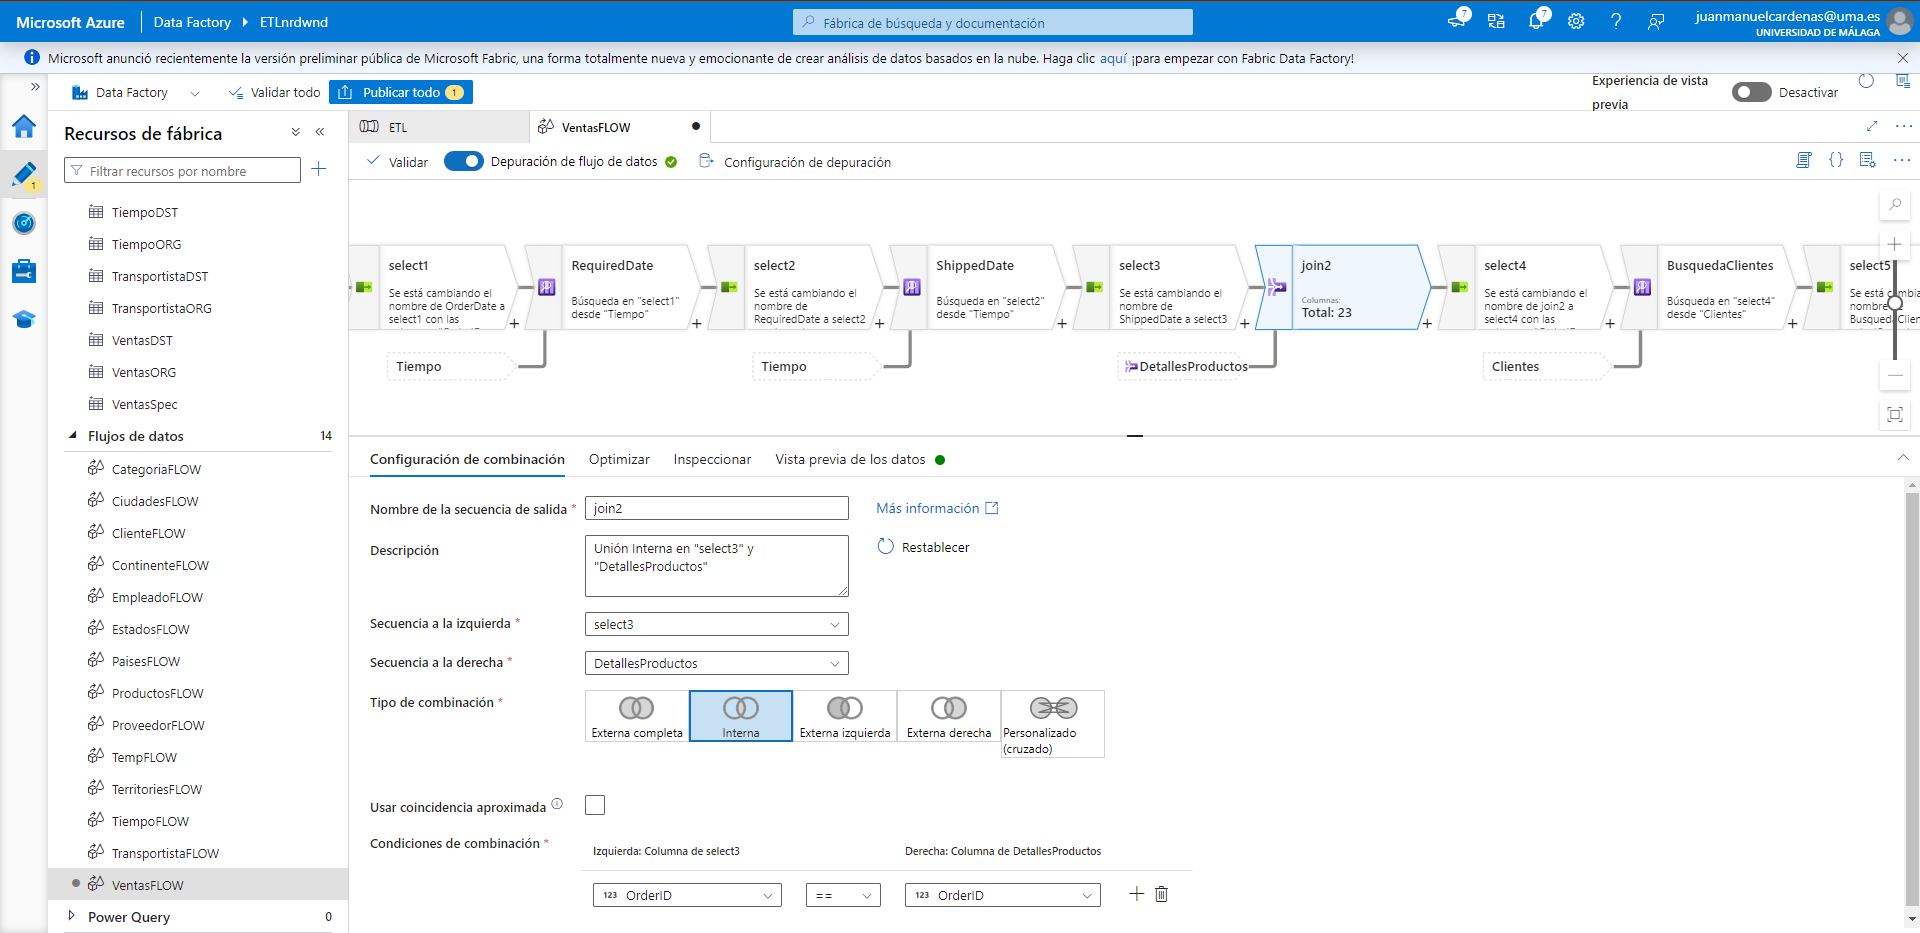 Microsoft Azure
Data Factory
ETLnrdwnd
Fábrica de búsqueda y documentación
7
7
juanmanuelcardenas@uma.es
UNIVERSIDAD DE MÁLAGA
Microsoft anunció recientemente la versión preliminar pública de Microsoft Fabric, una forma totalmente nueva y emocionante de crear análisis de datos basados en la nube. Haga clic aquí ¡para empezar con Fabric Data Factory!
Data Factory
Validar todo
Publicar todo 1
Experiencia de vista
previa
Desactivar
1
Recursos de fábrica
Filtrar recursos por nombre
TiempoDST
TiempoORG
TransportistaDST
TransportistaORG
VentasDST
VentasORG
VentasSpec
Flujos de datos 14
CategoriaFLOW
CiudadesFLOW
ClienteFLOW
ContinenteFLOW
EmpleadoFLOW
EstadosFLOW
PaisesFLOW
ProductosFLOW
ProveedorFLOW
TempFLOW
TerritoriesFLOW
TiempoFLOW
TransportistaFLOW
VentasFLOW
Power Query 0
ETL
VentasFLOW
Validar
Depuración de flujo de datos
Configuración de depuración
select1
Se está cambiando el
nombre de OrderDate a
select1 con las
RequiredDate
Búsqueda en "select1"
desde "Tiempo"
select2
Se está cambiando el
nombre de
RequiredDate a select2
ShippedDate
Búsqueda en "select2"
desde "Tiempo"
select3
Se está cambiando el
nombre de
ShippedDate a select3
join2
Columnas:
Total: 23
select4
Se está cambiando el
nombre de join2 a
select4 con las
BusquedaClientes
Búsqueda en "select4"
desde "Clientes"
select5
Tiempo
Tiempo
DetallesProductos
Clientes
Configuración de combinación
Optimizar
Inspeccionar
Vista previa de los datos
Nombre de la secuencia de salida *
join2
Más información
Descripción
Unión Interna en "select3" y
"DetallesProductos"
Restablecer
Secuencia a la izquierda *
select3
Secuencia a la derecha *
DetallesProductos
Tipo de combinación *
Externa completa
Interna
Externa izquierda
Externa derecha
Personalizado
(cruzado)
Usar coincidencia aproximada
Condiciones de combinación *
Izquierda: Columna de select3
Derecha: Columna de DetallesProductos
123 OrderID
==
123 OrderID